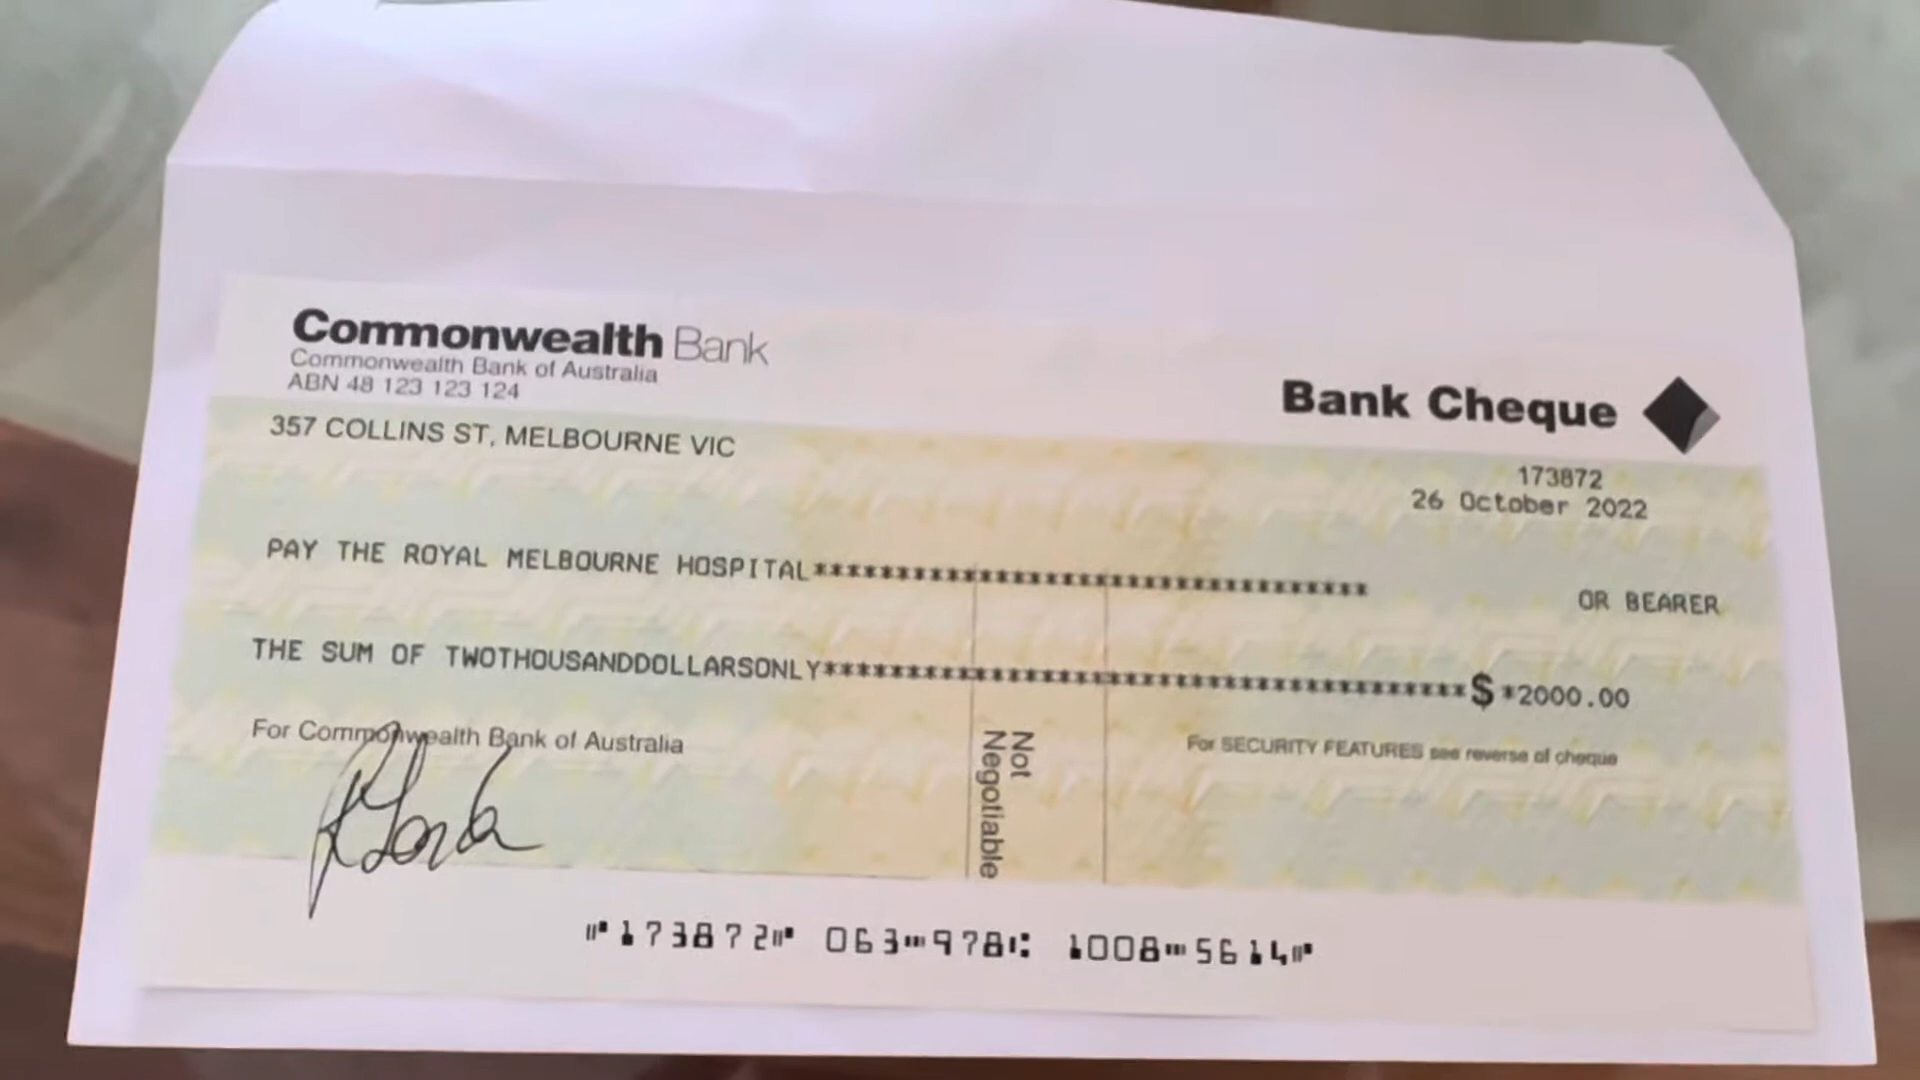 Commonwealth Bank
Commonwealth Bank of Australia
ABN 48 123 123 124
357 COLLINS ST, MELBOURNE VIC
Bank Cheque
173872
26 October 2022
PAY THE ROYAL MELBOURNE HOSPITAL**********************************
OR BEARER
THE SUM OF TWOTHOUSANDDOLLARSONLY***************************************$ *2000.00
For Commonwealth Bank of Australia
Not
Negotiable
For SECURITY FEATURES see reverse of cheque
⑈173872⑈ 063⑉978⑆ 1008⑉5614⑈